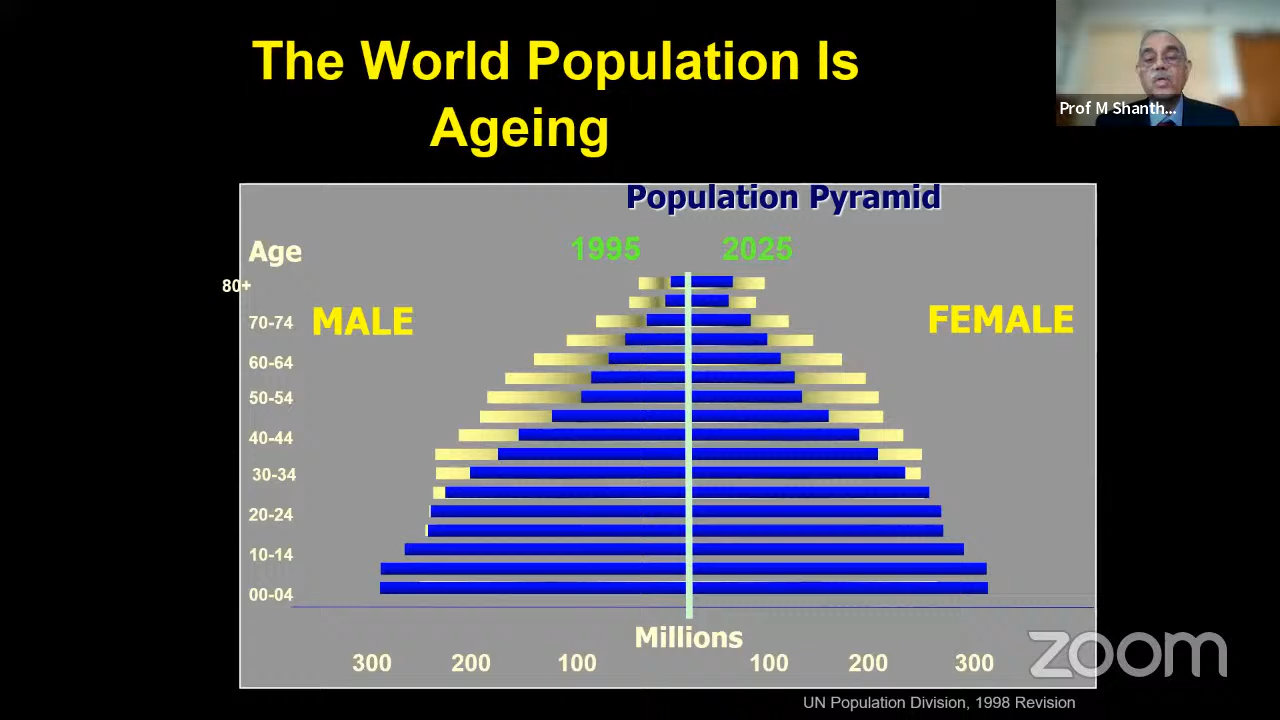 The World Population Is
Ageing
Prof M Shanth...
Population Pyramid
1995 2025
Age
80+
MALE
FEMALE
70-74
60-64
50-54
40-44
30-34
20-24
10-14
00-04
Millions
300 200 100 100 200 300
zoom
UN Population Division, 1998 Revision